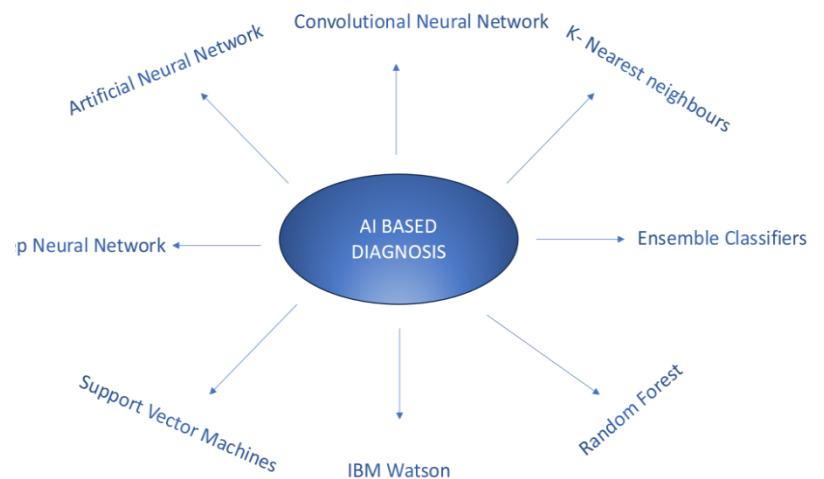 Convolutional Neural Network
Artificial Neural Network
K- Nearest neighbours
AI BASED
DIAGNOSIS
p Neural Network
Ensemble Classifiers
Support Vector Machines
Random Forest
IBM Watson